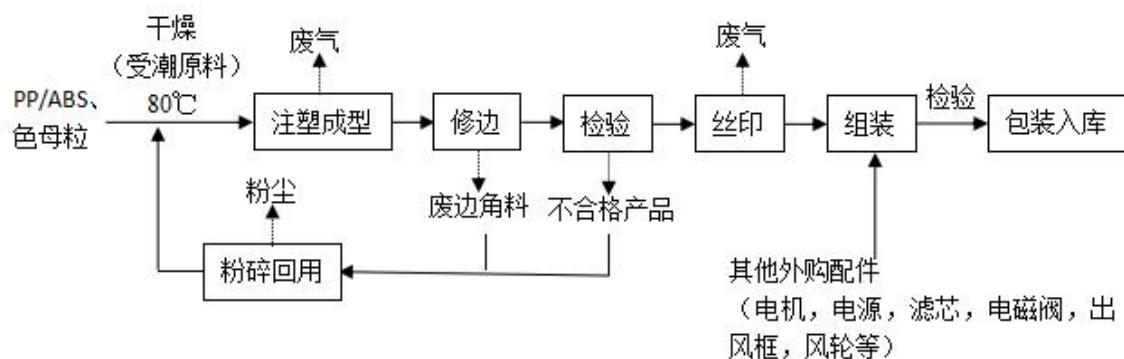 干燥
（受潮原料）
80℃
PP/ABS、
色母粒
废气
注塑成型
修边
检验
废气
丝印
组装
检验
包装入库
粉尘
废边角料
不合格产品
粉碎回用
其他外购配件
（电机，电源，滤芯，电磁阀，出
风框，风轮等）